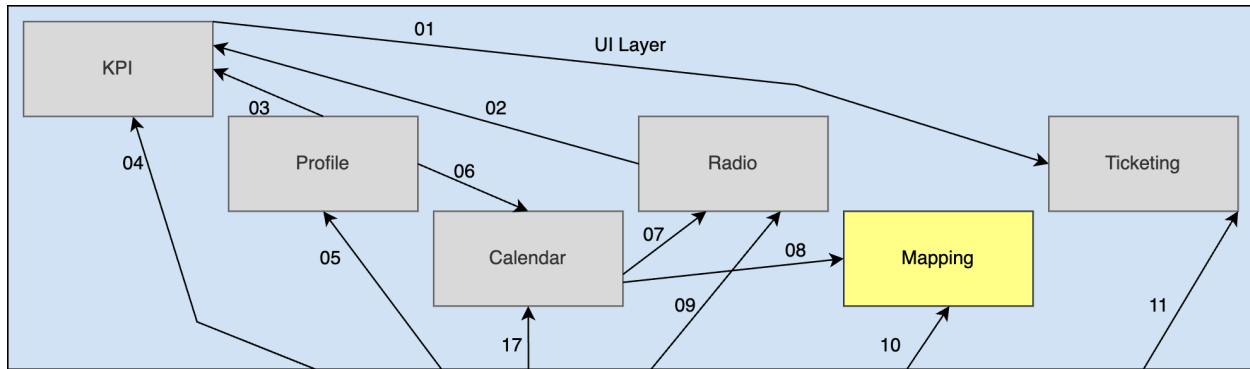 01
UI Layer
KPI
02
03
04
Profile
06
Radio
Ticketing
05
Calendar
07
08
Mapping
09
17
10
11